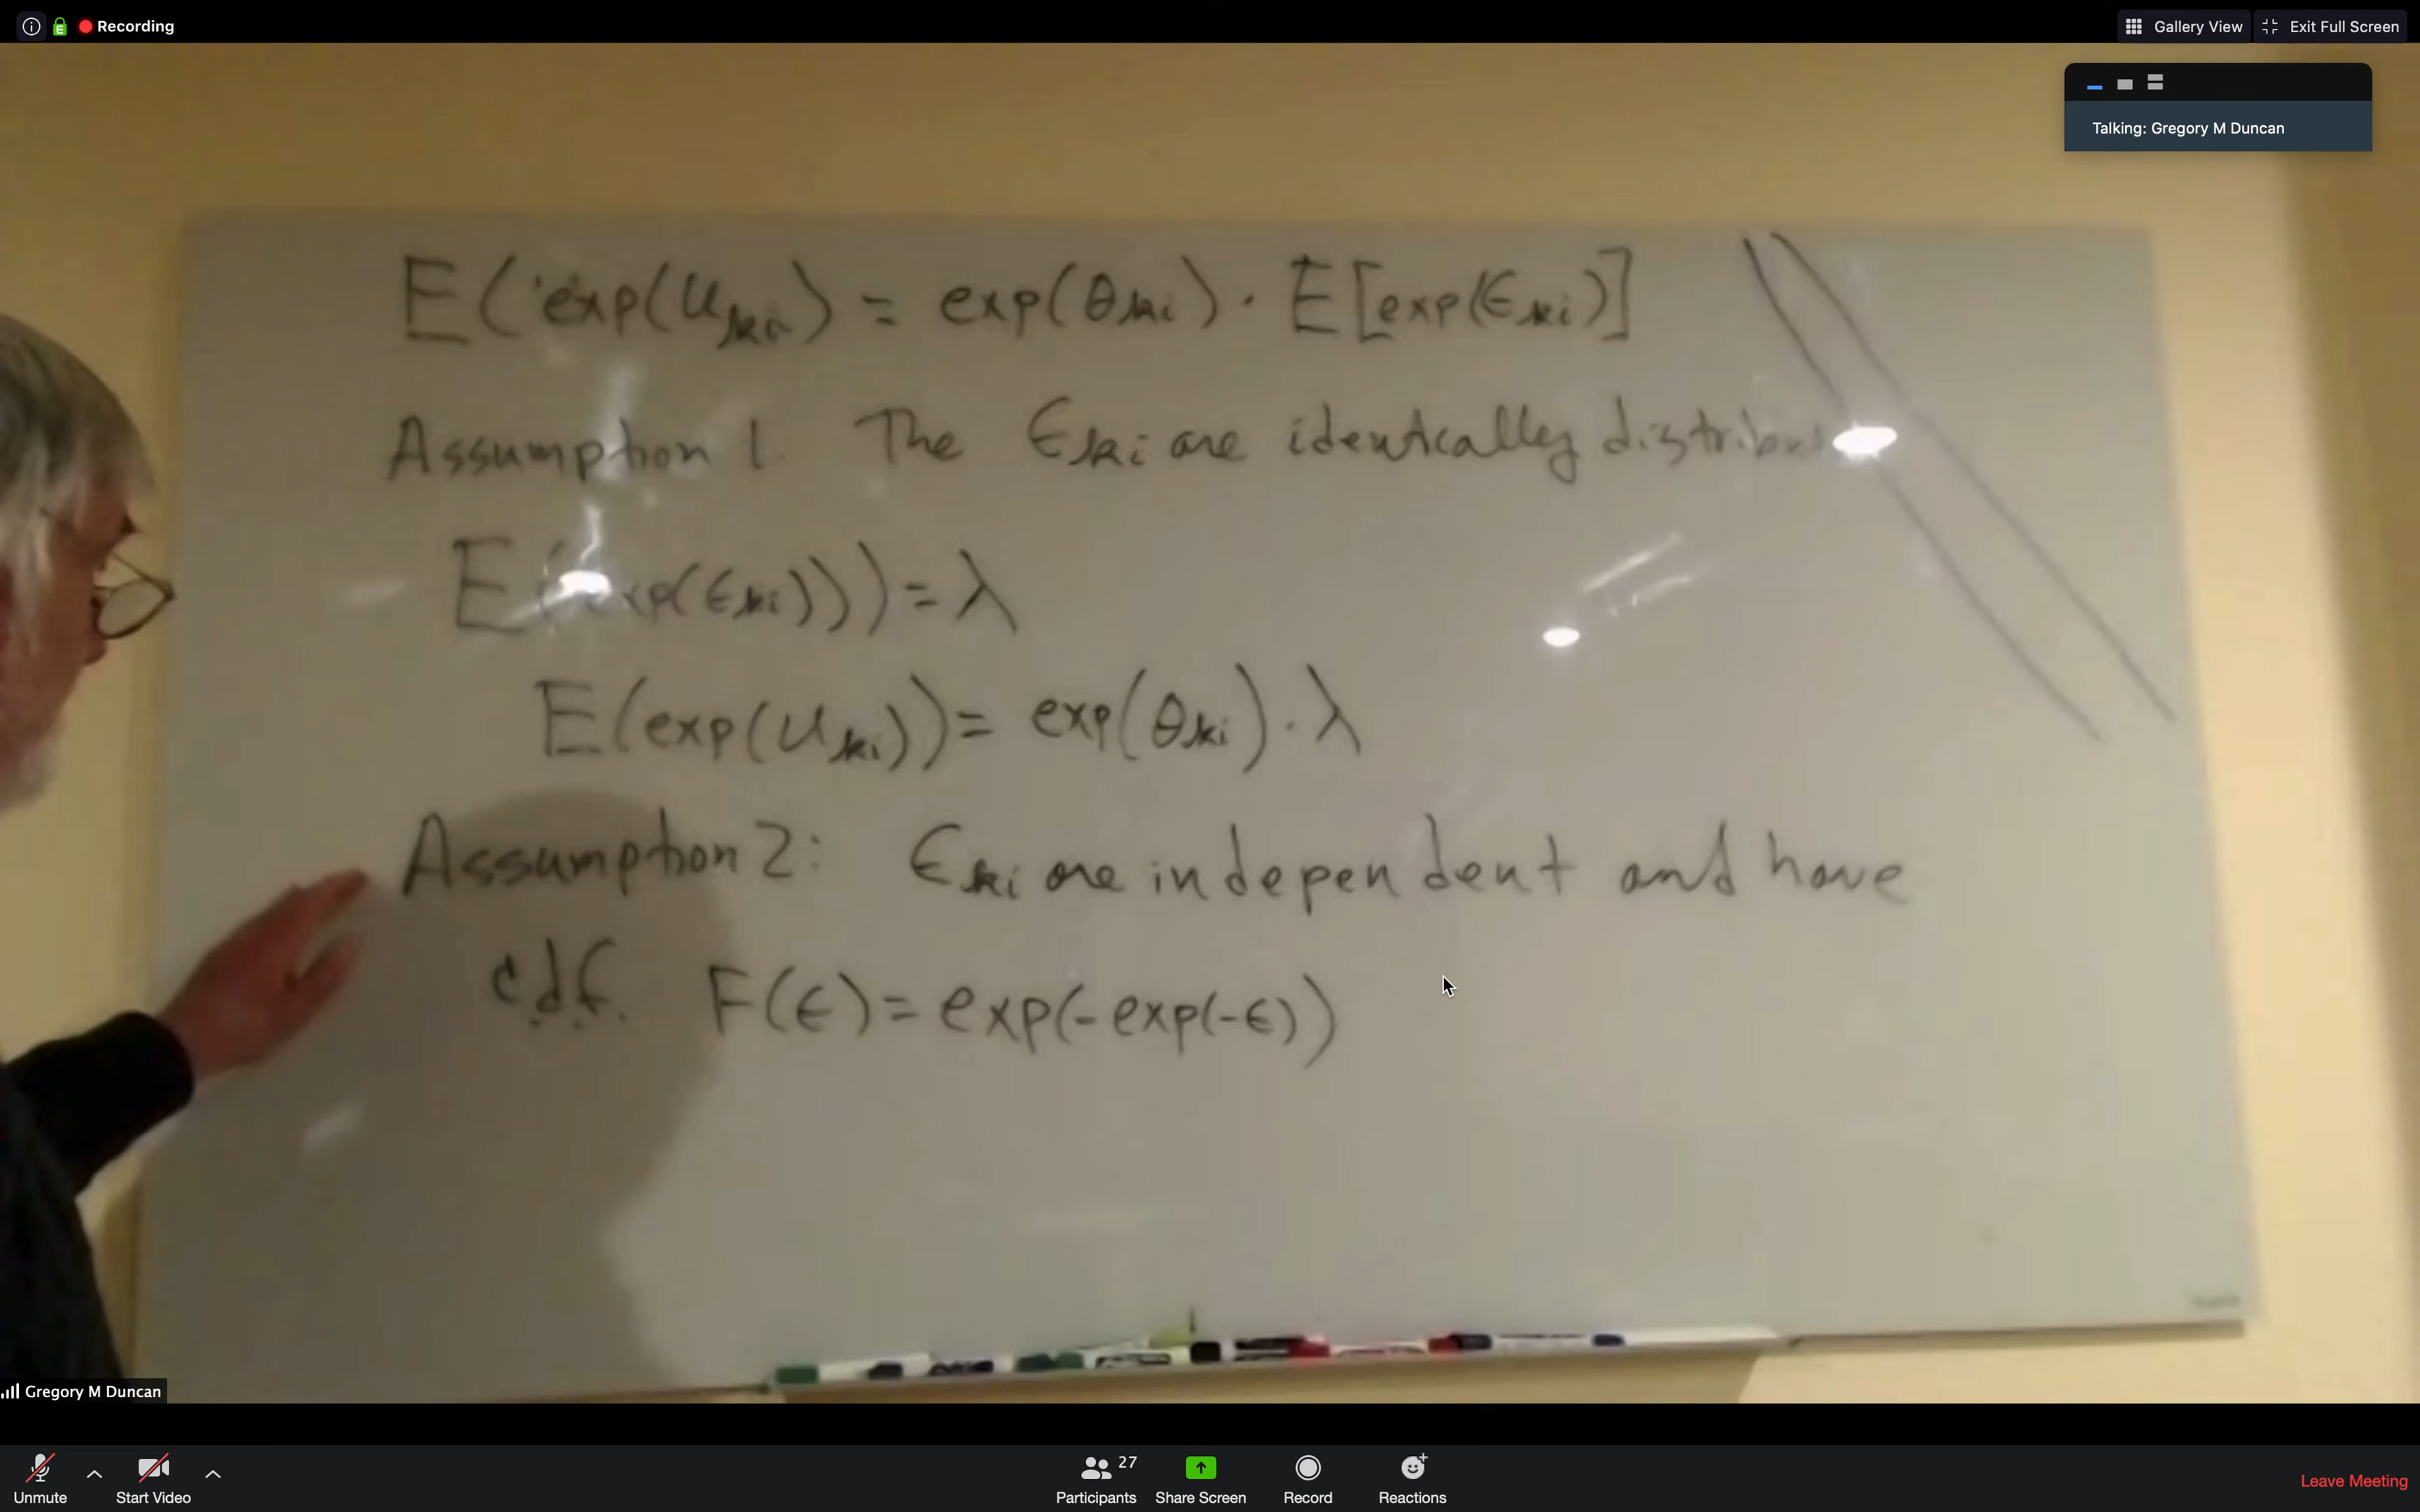 Recording
Gallery View
Exit Full Screen
Talking: Gregory M Duncan
E(exp(U_ki) = exp(θ_ki) · E[exp(ε_ki)]
Assumption 1. The ε_ki are identically
E( (ε_ki))) = λ
E(exp(U_ki)) = exp(θ_ki) · λ
Assumption 2: ε_ki are independent and have
c.d.f. F(ε) = exp(-exp(-ε))
Gregory M Duncan
27
Unmute
Start Video
Participants
Share Screen
Record
Reactions
Leave Meeting